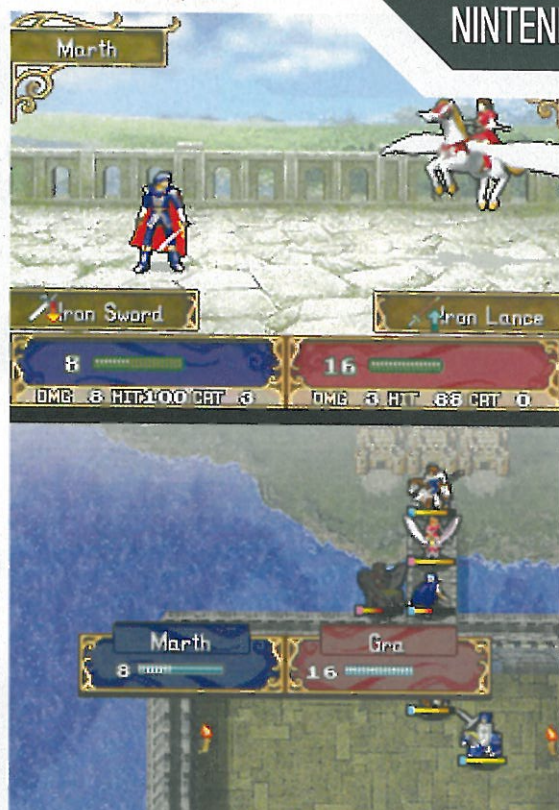 NINTEN
Marth
Iron Sword
Iron Lance
8
16
DMG 8 HIT 100 CRT 3
DMG 3 HIT 88 CRT 0
Marth
Gra
8
16